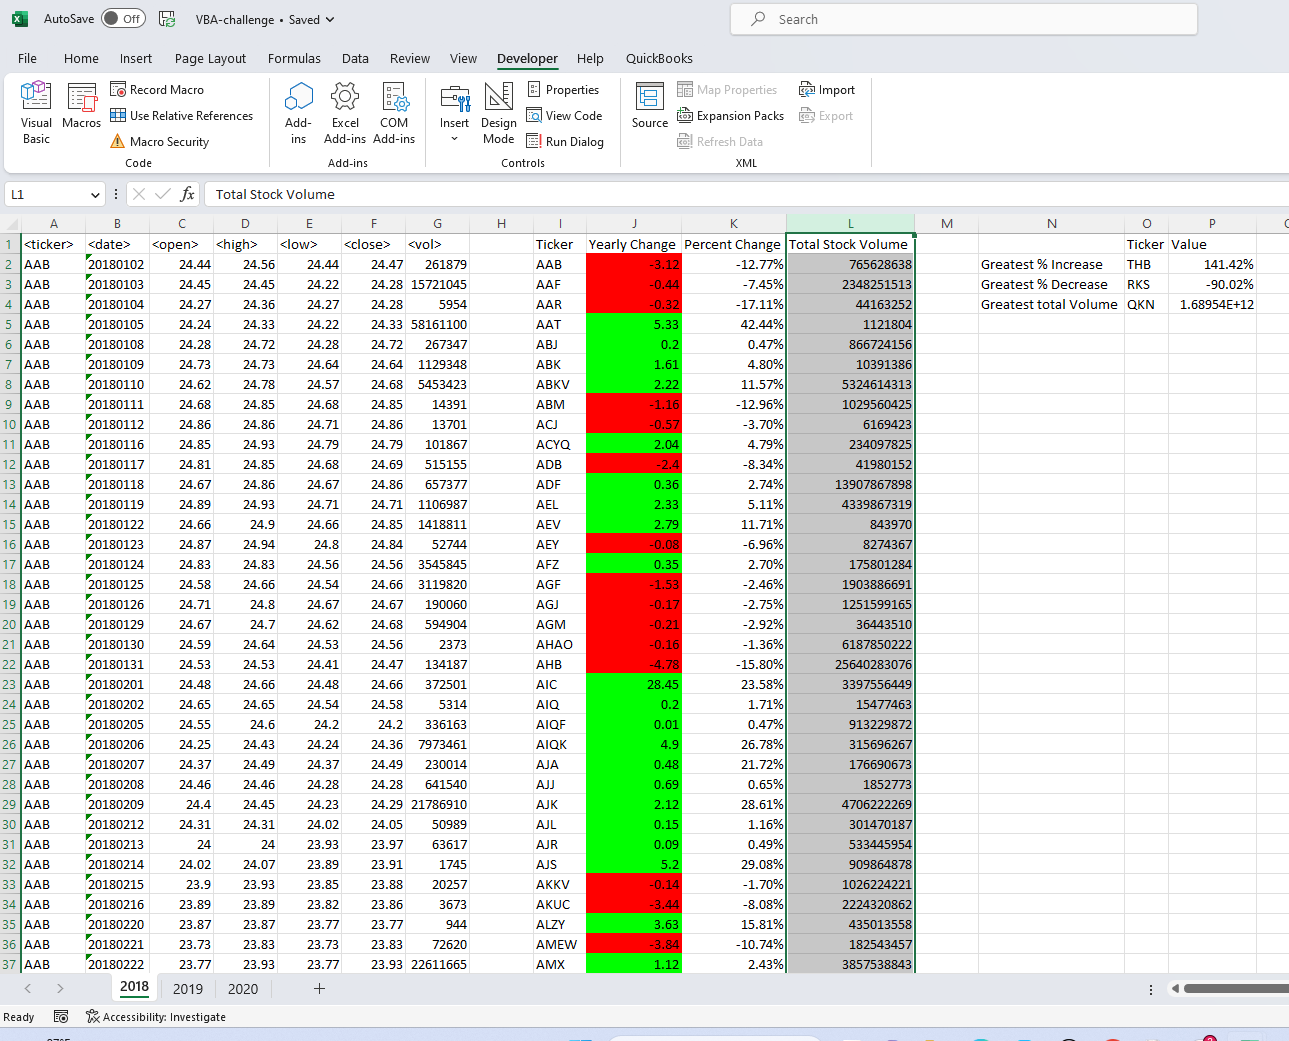 AutoSave Off VBA-challenge • Saved Search
File Home Insert Page Layout Formulas Data Review View Developer Help QuickBooks
Visual Basic Macros Record Macro Use Relative References Macro Security Code
Add-ins Excel Add-ins COM Add-ins Add-ins
Insert Design Mode Properties View Code Run Dialog Controls
Source Map Properties Expansion Packs Refresh Data Import Export XML
L1 fx Total Stock Volume
A B C D E F G H I J K L M N O P
1 <ticker> <date> <open> <high> <low> <close> <vol> Ticker Yearly Change Percent Change Total Stock Volume Ticker Value
2 AAB 20180102 24.44 24.56 24.44 24.47 261879 AAB -3.12 -12.77% 765628638 Greatest % Increase THB 141.42%
3 AAB 20180103 24.45 24.45 24.22 24.28 15721045 AAF -0.44 -7.45% 2348251513 Greatest % Decrease RKS -90.02%
4 AAB 20180104 24.27 24.36 24.27 24.28 5954 AAR -0.32 -17.11% 44163252 Greatest total Volume QKN 1.68954E+12
5 AAB 20180105 24.24 24.33 24.22 24.33 58161100 AAT 5.33 42.44% 1121804
6 AAB 20180108 24.28 24.72 24.28 24.72 267347 ABJ 0.2 0.47% 866724156
7 AAB 20180109 24.73 24.73 24.64 24.64 1129348 ABK 1.61 4.80% 10391386
8 AAB 20180110 24.62 24.78 24.57 24.68 5453423 ABKV 2.22 11.57% 5324614313
9 AAB 20180111 24.68 24.85 24.68 24.85 14391 ABM -1.16 -12.96% 1029560425
10 AAB 20180112 24.86 24.86 24.71 24.86 13701 ACJ -0.57 -3.70% 6169423
11 AAB 20180116 24.85 24.93 24.79 24.79 101867 ACYQ 2.04 4.79% 234097825
12 AAB 20180117 24.81 24.85 24.68 24.69 515155 ADB -2.4 -8.34% 41980152
13 AAB 20180118 24.67 24.86 24.67 24.86 657377 ADF 0.36 2.74% 13907867898
14 AAB 20180119 24.89 24.93 24.71 24.71 1106987 AEL 2.33 5.11% 4339867319
15 AAB 20180122 24.66 24.9 24.66 24.85 1418811 AEV 2.79 11.71% 843970
16 AAB 20180123 24.87 24.94 24.8 24.84 52744 AEY -0.08 -6.96% 8274367
17 AAB 20180124 24.83 24.83 24.56 24.56 3545845 AFZ 0.35 2.70% 175801284
18 AAB 20180125 24.58 24.66 24.54 24.66 3119820 AGF -1.53 -2.46% 1903886691
19 AAB 20180126 24.71 24.8 24.67 24.67 190060 AGJ -0.17 -2.75% 1251599165
20 AAB 20180129 24.67 24.7 24.62 24.68 594904 AGM -0.21 -2.92% 36443510
21 AAB 20180130 24.59 24.64 24.53 24.56 2373 AHAO -0.16 -1.36% 6187850222
22 AAB 20180131 24.53 24.53 24.41 24.47 134187 AHB -4.78 -15.80% 25640283076
23 AAB 20180201 24.48 24.66 24.48 24.66 372501 AIC 28.45 23.58% 3397556449
24 AAB 20180202 24.65 24.65 24.54 24.58 5314 AIQ 0.2 1.71% 15477463
25 AAB 20180205 24.55 24.6 24.2 24.2 336163 AIQF 0.01 0.47% 913229872
26 AAB 20180206 24.25 24.43 24.24 24.36 7973461 AIQK 4.9 26.78% 315696267
27 AAB 20180207 24.37 24.49 24.37 24.49 230014 AJA 0.48 21.72% 176690673
28 AAB 20180208 24.46 24.46 24.28 24.28 641540 AJJ 0.69 0.65% 1852773
29 AAB 20180209 24.4 24.45 24.23 24.29 21786910 AJK 2.12 28.61% 4706222269
30 AAB 20180212 24.31 24.31 24.02 24.05 50989 AJL 0.15 1.16% 301470187
31 AAB 20180213 24 24 23.93 23.97 63617 AJR 0.09 0.49% 533445954
32 AAB 20180214 24.02 24.07 23.89 23.91 1745 AJS 5.2 29.08% 909864878
33 AAB 20180215 23.9 23.93 23.85 23.88 20257 AKKV -0.14 -1.70% 1026224221
34 AAB 20180216 23.89 23.89 23.82 23.86 3673 AKUC -3.44 -8.08% 2224320862
35 AAB 20180220 23.87 23.87 23.77 23.77 944 ALZY 3.63 15.81% 435013558
36 AAB 20180221 23.73 23.83 23.73 23.83 72620 AMEW -3.84 -10.74% 182543457
37 AAB 20180222 23.77 23.93 23.77 23.93 22611665 AMX 1.12 2.43% 3857538843
2018 2019 2020 +
Ready Accessibility: Investigate